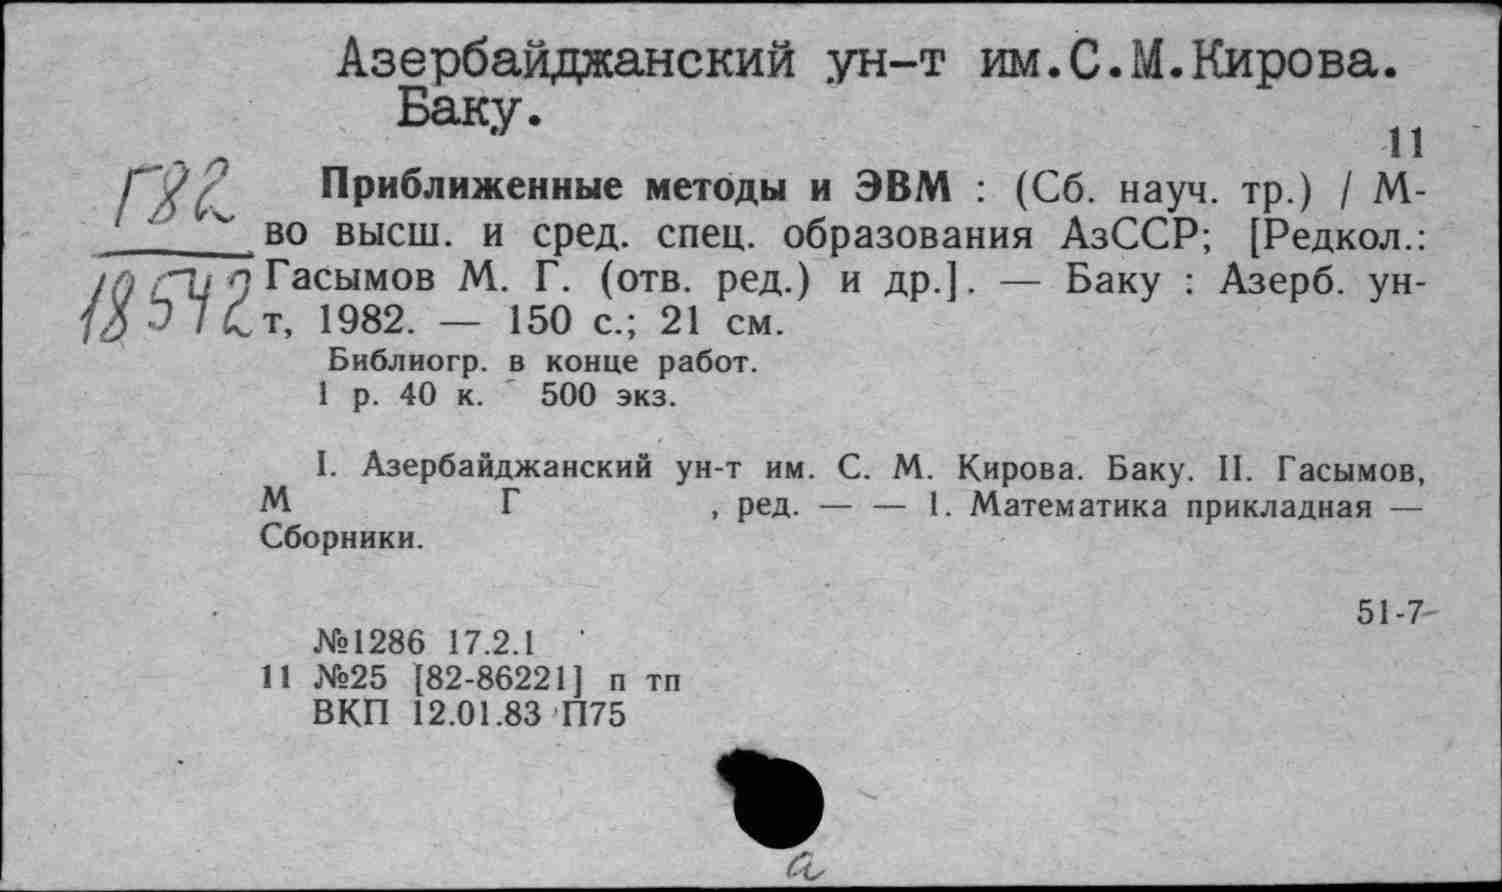 Азербайджанский ун-т им.С.М.Кирова.
Баку.
11
Г82
18542
Приближенные методы и ЭВМ : (Сб. науч. тр.) / М-
во высш. и сред. спец. образования АзССР; [Редкол.:
Гасымов М. Г. (отв. ред.) и др.]. — Баку : Азерб. ун-
т, 1982. — 150 с.; 21 см.
Библиогр. в конце работ.
1 р. 40 к. 500 экз.
I. Азербайджанский ун-т им. С. М. Кирова. Баку. II. Гасымов,
М Г , ред. — — 1. Математика прикладная —
Сборники.
51-7
№1286 17.2.1
11 №25 [82-86221] п тп
ВКП 12.01.83 П75
а